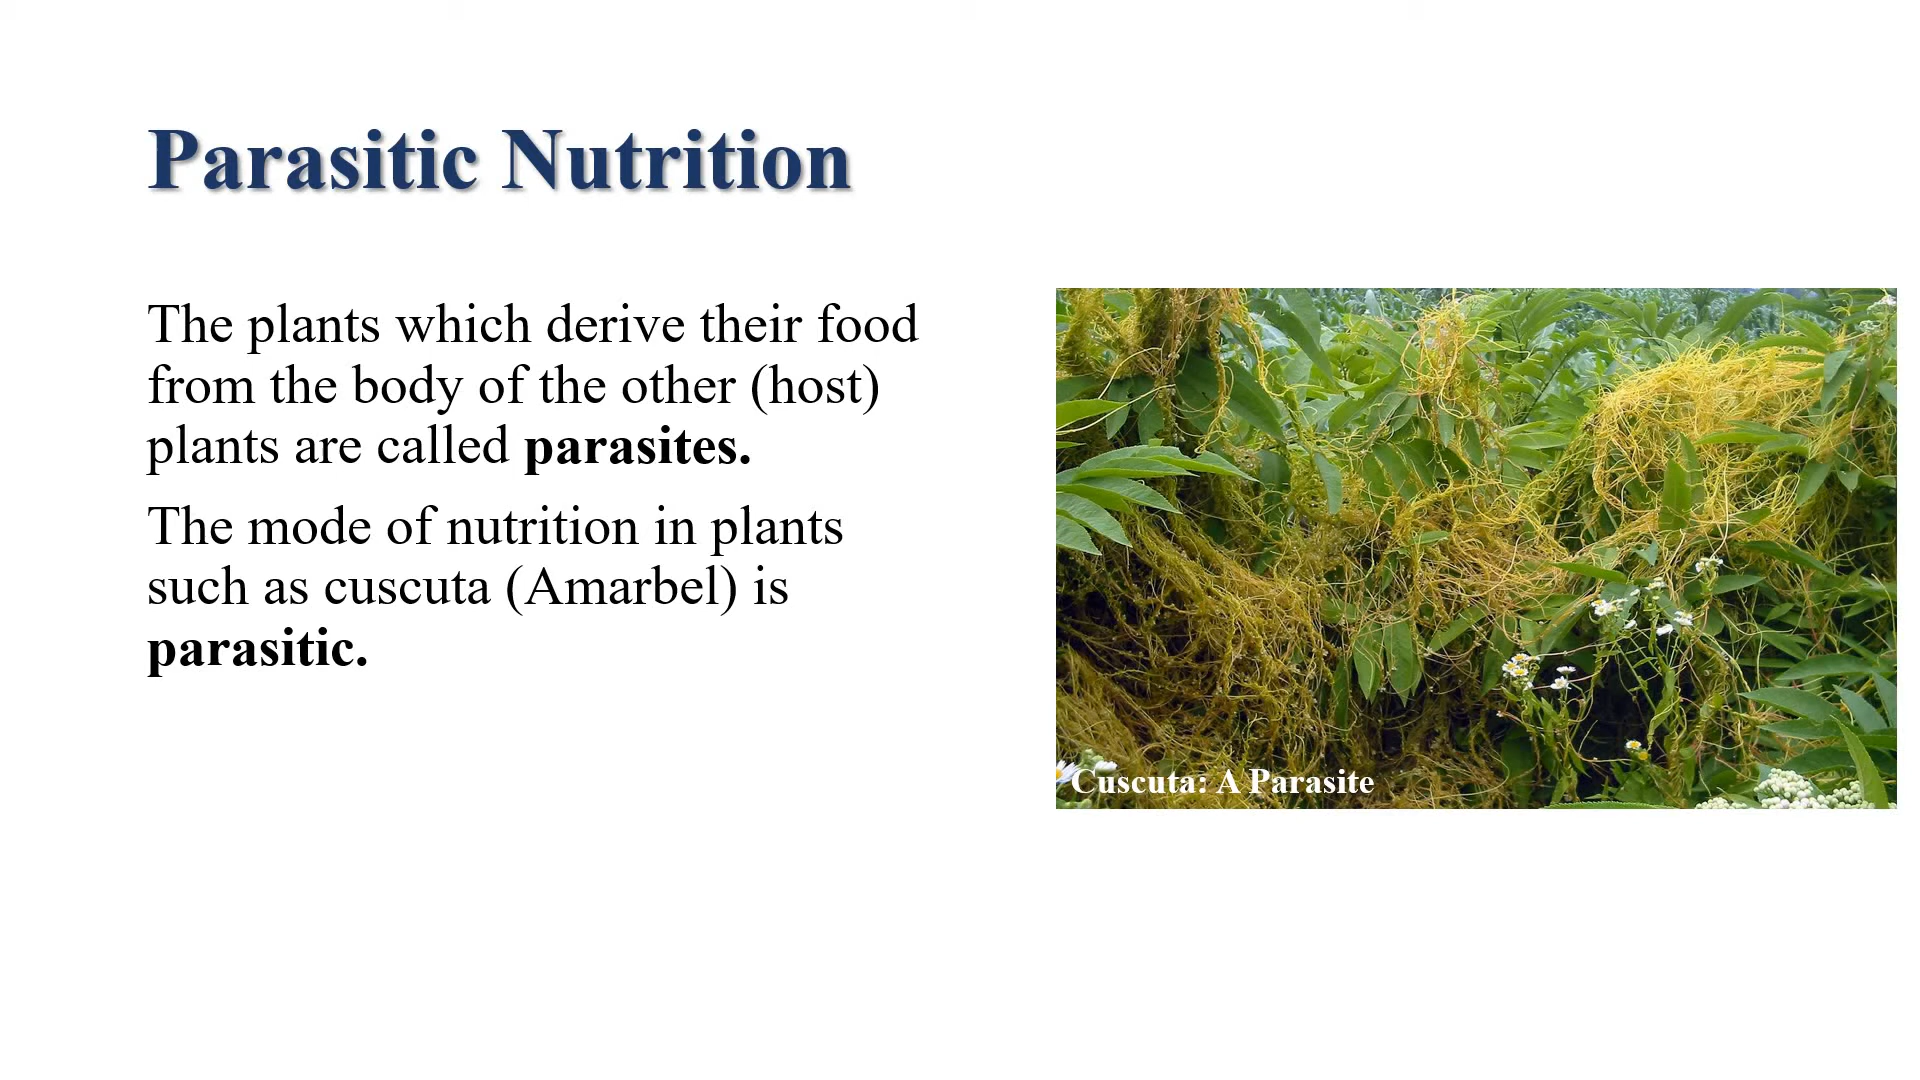 Parasitic Nutrition
The plants which derive their food
from the body of the other (host)
plants are called parasites.
The mode of nutrition in plants
such as cuscuta (Amarbel) is
parasitic.
Cuscuta: A Parasite